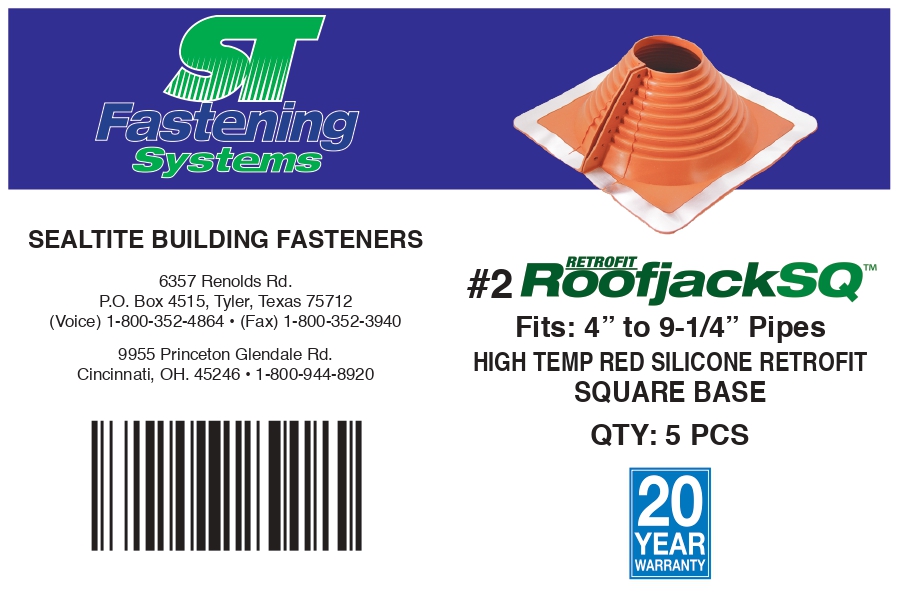 ST
Fastening
Systems
SEALTITE BUILDING FASTENERS
6357 Renolds Rd.
P.O. Box 4515, Tyler, Texas 75712
(Voice) 1-800-352-4864 • (Fax) 1-800-352-3940
9955 Princeton Glendale Rd.
Cincinnati, OH. 45246 • 1-800-944-8920
RETROFIT
#2 RoofjackSQ™
Fits: 4” to 9-1/4” Pipes
HIGH TEMP RED SILICONE RETROFIT
SQUARE BASE
QTY: 5 PCS
20
YEAR
WARRANTY